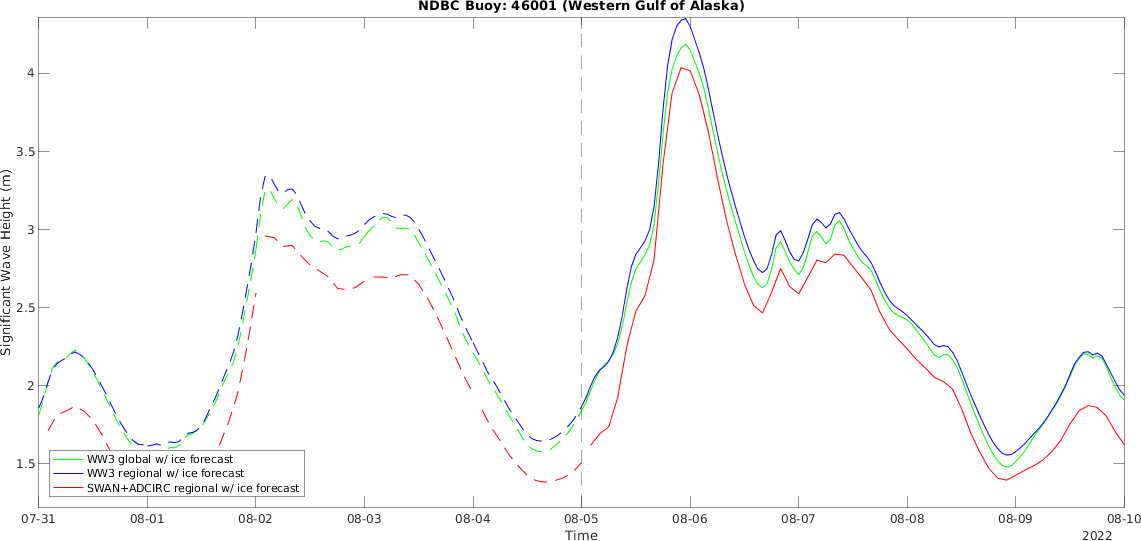 NDBC Buoy: 46001 (Western Gulf of Alaska)
Significant Wave Height (m)
4
3.5
3
2.5
2
1.5
WW3 global w/ ice forecast
WW3 regional w/ ice forecast
SWAN+ADCIRC regional w/ ice forecast
07-31 08-01 08-02 08-03 08-04 08-05 08-06 08-07 08-08 08-09 08-10
Time
2022